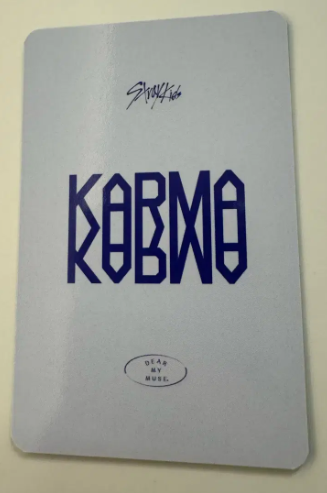 Stray Kids
KARMA
DEAR
MY
MUSE,